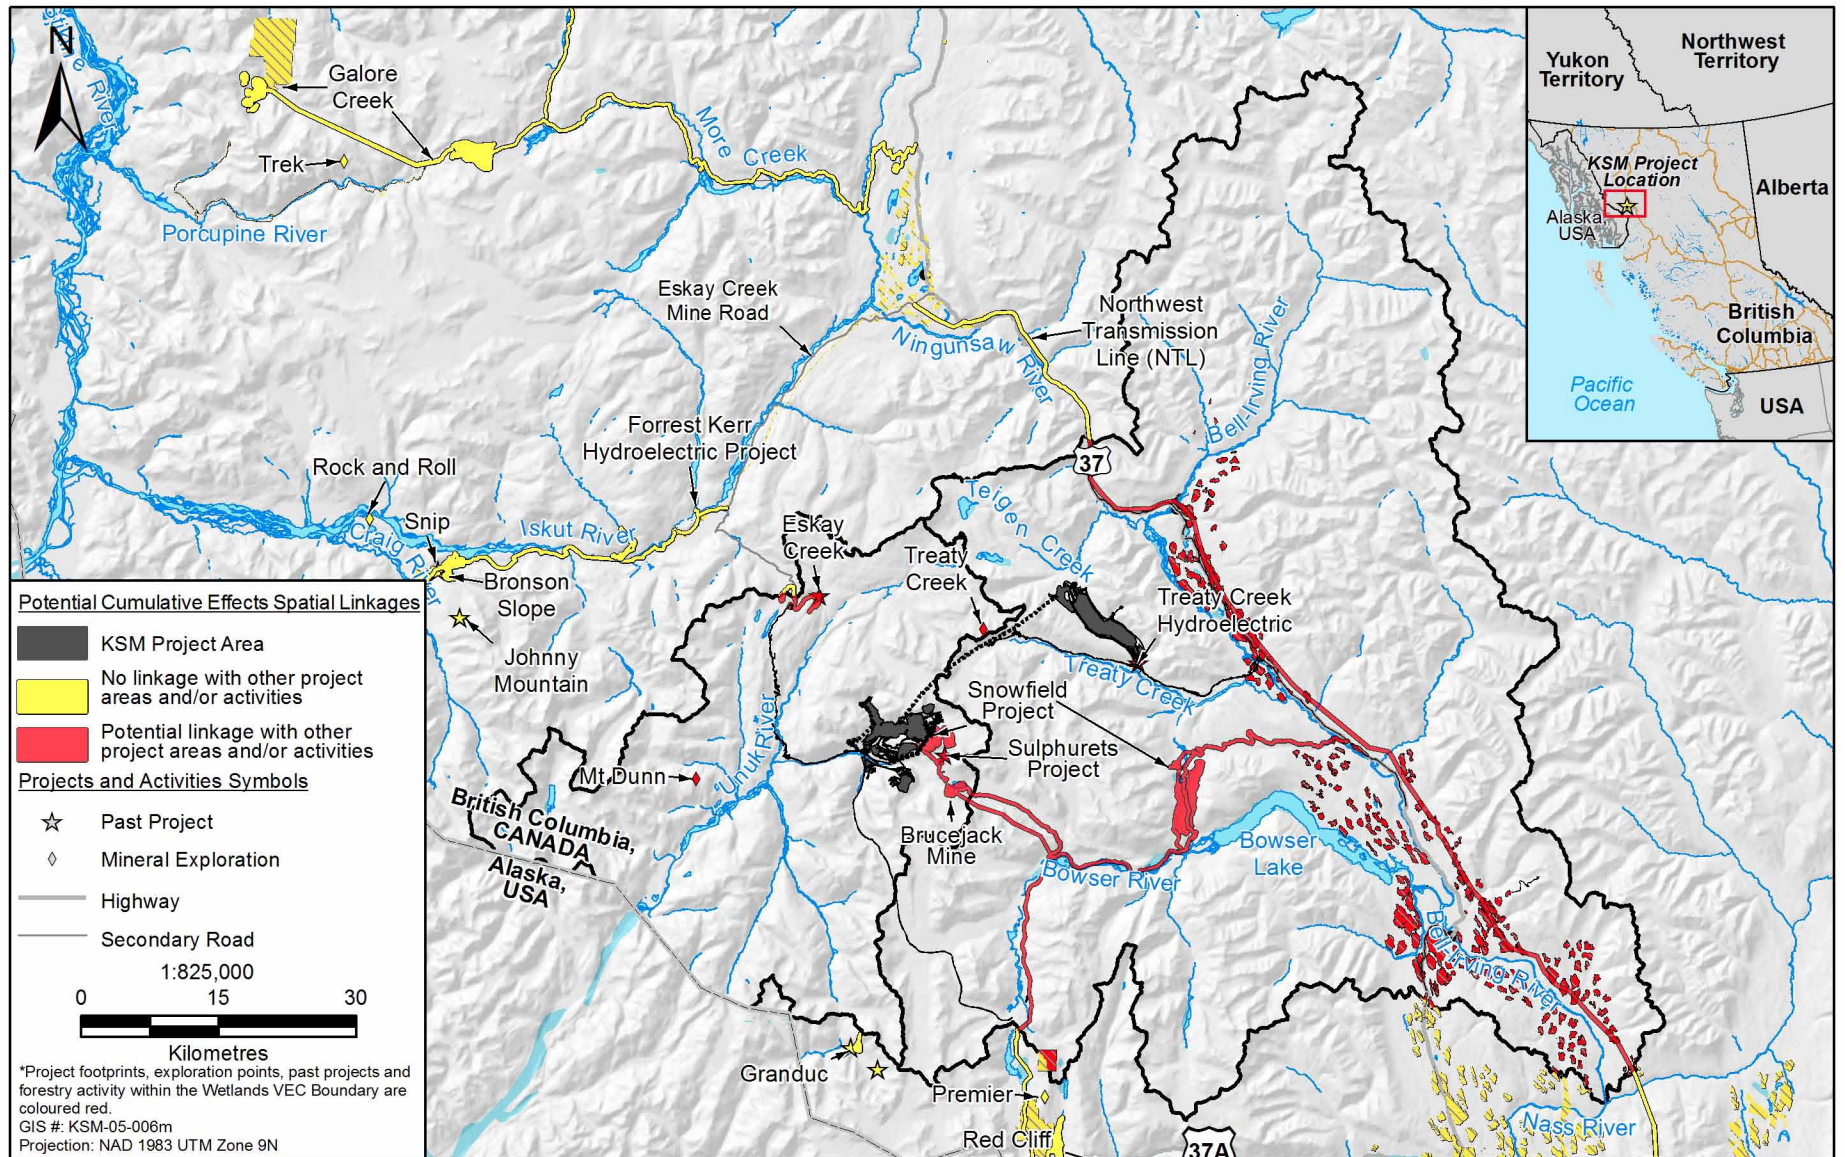 N
Stikine River
Galore
Creek
Trek
More Creek
Porcupine River
Eskay Creek
Mine Road
Northwest
Transmission
Line (NTL)
Ningunsaw River
Bell-Irving River
Forrest Kerr
Hydroelectric Project
37
Rock and Roll
Snip
Craig River
Iskut River
Bronson
Slope
Johnny
Mountain
Eskay
Creek
Treaty
Creek
Teigen Creek
Treaty Creek
Hydroelectric
Treaty Creek
Snowfield
Project
Sulphurets
Project
Unuk River
Mt Dunn
Brucejack
Mine
British Columbia,
CANADA
Alaska,
USA
Bowser River
Bowser
Lake
Bell-Irving River
Granduc
Premier
Red Cliff
37A
Nass River
Yukon
Territory
Northwest
Territory
KSM Project
Location
Alberta
Alaska
USA
British
Columbia
Pacific
Ocean
USA
Potential Cumulative Effects Spatial Linkages
KSM Project Area
No linkage with other project
areas and/or activities
Potential linkage with other
project areas and/or activities
Projects and Activities Symbols
Past Project
Mineral Exploration
Highway
Secondary Road
1:825,000
0 15 30
Kilometres
*Project footprints, exploration points, past projects and
forestry activity within the Wetlands VEC Boundary are
coloured red.
GIS #: KSM-05-006m
Projection: NAD 1983 UTM Zone 9N